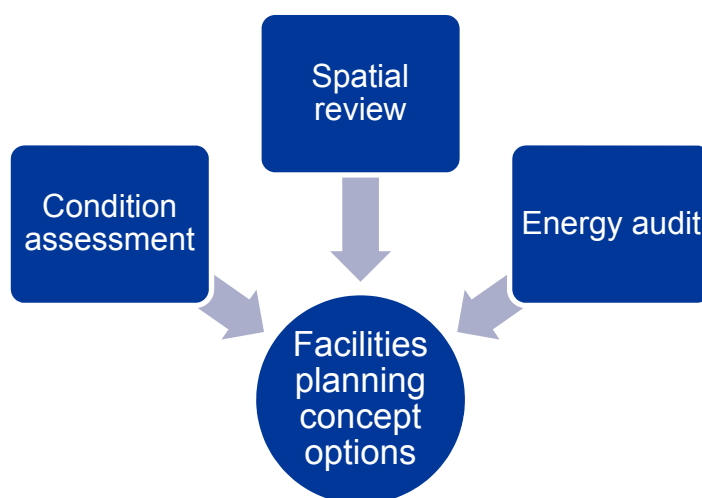 Spatial
review
Condition
assessment
Energy audit
Facilities
planning
concept
options